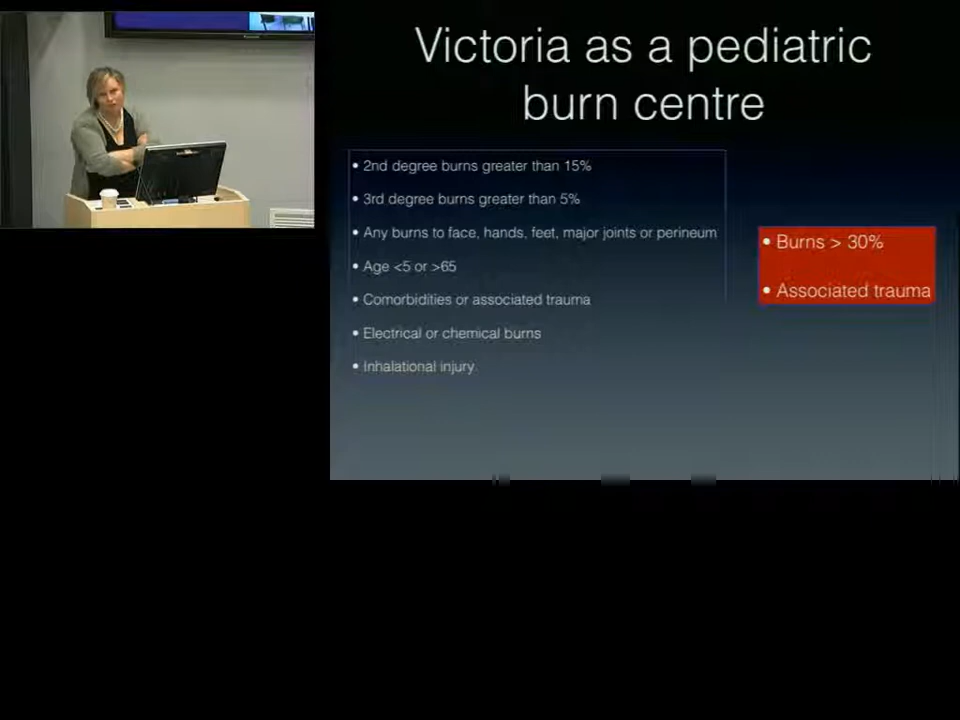 Victoria as a pediatric
burn centre
• 2nd degree burns greater than 15%
• 3rd degree burns greater than 5%
• Any burns to face, hands, feet, major joints or perineum
• Age <5 or >65
• Comorbidities or associated trauma
• Electrical or chemical burns
• Inhalational injury
• Burns > 30%
• Associated trauma